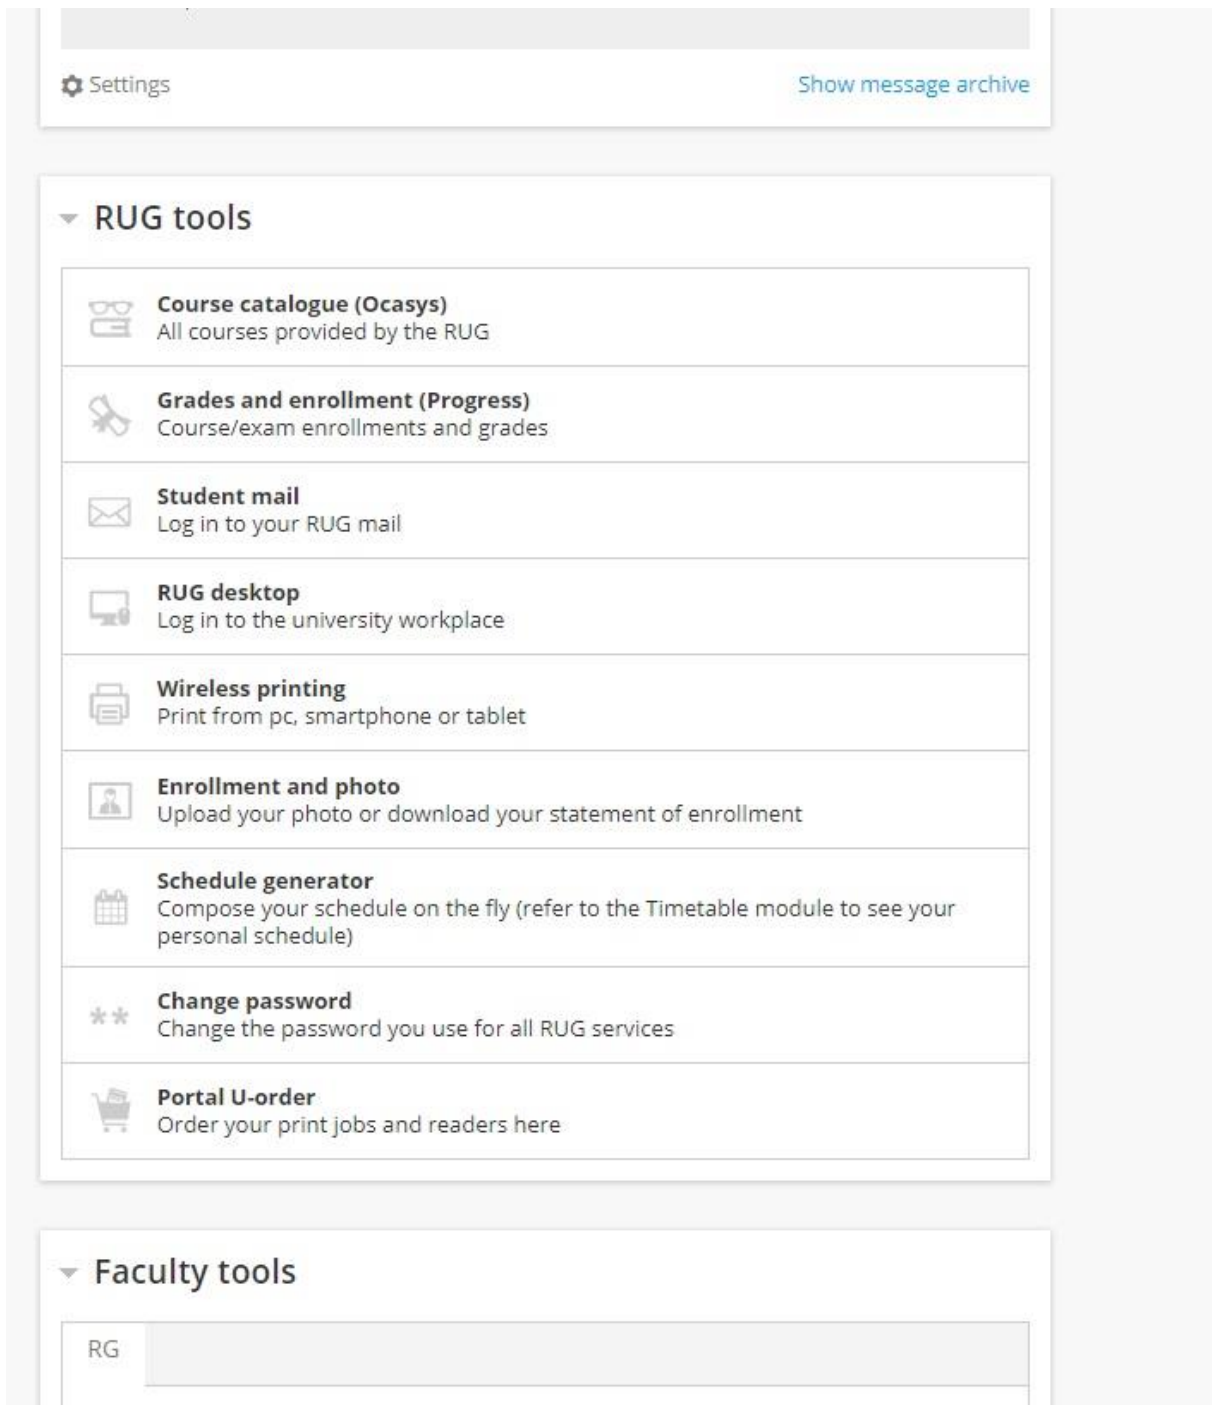 Settings
Show message archive
RUG tools
Course catalogue (Ocasys)
All courses provided by the RUG
Grades and enrollment (Progress)
Course/exam enrollments and grades
Student mail
Log in to your RUG mail
RUG desktop
Log in to the university workplace
Wireless printing
Print from pc, smartphone or tablet
Enrollment and photo
Upload your photo or download your statement of enrollment
Schedule generator
Compose your schedule on the fly (refer to the Timetable module to see your
personal schedule)
Change password
Change the password you use for all RUG services
Portal U-order
Order your print jobs and readers here
Faculty tools
RG